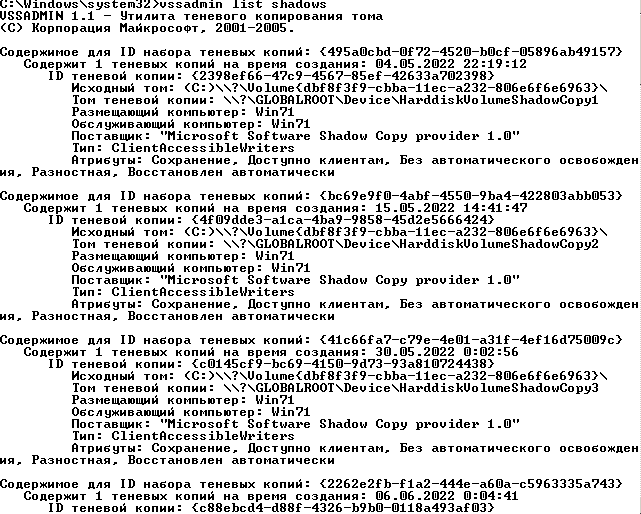 C:\Windows\system32>vssadmin list shadows
VSSADMIN 1.1 - Утилита теневого копирования тома
(C) Корпорация Майкрософт, 2001-2005.
Содержимое для ID набора теневых копий: {495a0cbd-0f72-4520-b0cf-05896ab49157}
Содержит 1 теневых копий на время создания: 04.05.2022 22:19:12
ID теневой копии: {2398ef66-47c9-4567-85ef-42633a702398}
Исходный том: (C:)\\?\Volume{dbf8f3f9-cbba-11ec-a232-806e6f6e6963}\
Том теневой копии: \\?\GLOBALROOT\Device\HarddiskVolumeShadowCopy1
Размещающий компьютер: Win71
Обслуживающий компьютер: Win71
Поставщик: "Microsoft Software Shadow Copy provider 1.0"
Тип: ClientAccessibleWriters
Атрибуты: Сохранение, Доступно клиентам, Без автоматического освобожден
ия, Разностная, Восстановлен автоматически
Содержимое для ID набора теневых копий: {bc69e9f0-4abf-4550-9ba4-422803abb053}
Содержит 1 теневых копий на время создания: 15.05.2022 14:41:47
ID теневой копии: {4f09dde3-a1ca-4ba9-9858-45d2e5666424}
Исходный том: (C:)\\?\Volume{dbf8f3f9-cbba-11ec-a232-806e6f6e6963}\
Том теневой копии: \\?\GLOBALROOT\Device\HarddiskVolumeShadowCopy2
Размещающий компьютер: Win71
Обслуживающий компьютер: Win71
Поставщик: "Microsoft Software Shadow Copy provider 1.0"
Тип: ClientAccessibleWriters
Атрибуты: Сохранение, Доступно клиентам, Без автоматического освобожден
ия, Разностная, Восстановлен автоматически
Содержимое для ID набора теневых копий: {41c66fa7-c79e-4e01-a31f-4ef16d75009c}
Содержит 1 теневых копий на время создания: 30.05.2022 0:02:56
ID теневой копии: {c0145cf9-bc69-4150-9d73-93a810724438}
Исходный том: (C:)\\?\Volume{dbf8f3f9-cbba-11ec-a232-806e6f6e6963}\
Том теневой копии: \\?\GLOBALROOT\Device\HarddiskVolumeShadowCopy3
Размещающий компьютер: Win71
Обслуживающий компьютер: Win71
Поставщик: "Microsoft Software Shadow Copy provider 1.0"
Тип: ClientAccessibleWriters
Атрибуты: Сохранение, Доступно клиентам, Без автоматического освобожден
ия, Разностная, Восстановлен автоматически
Содержимое для ID набора теневых копий: {2262e2fb-f1a2-444e-a60a-c5963335a743}
Содержит 1 теневых копий на время создания: 06.06.2022 0:04:41
ID теневой копии: {c88ebcd4-d88f-4326-b9b0-0118a493af03}